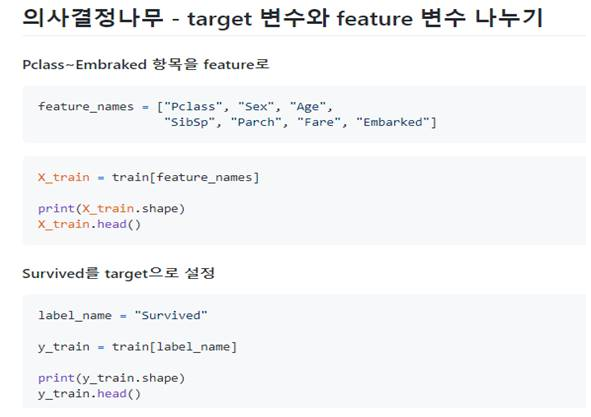 의사결정나무 - target 변수와 feature 변수 나누기
Pclass~Embraked 항목을 feature로
feature_names = ["Pclass", "Sex", "Age",
"SibSp", "Parch", "Fare", "Embarked"]
X_train = train[feature_names]
print(X_train.shape)
X_train.head()
Survived를 target으로 설정
label_name = "Survived"
y_train = train[label_name]
print(y_train.shape)
y_train.head()